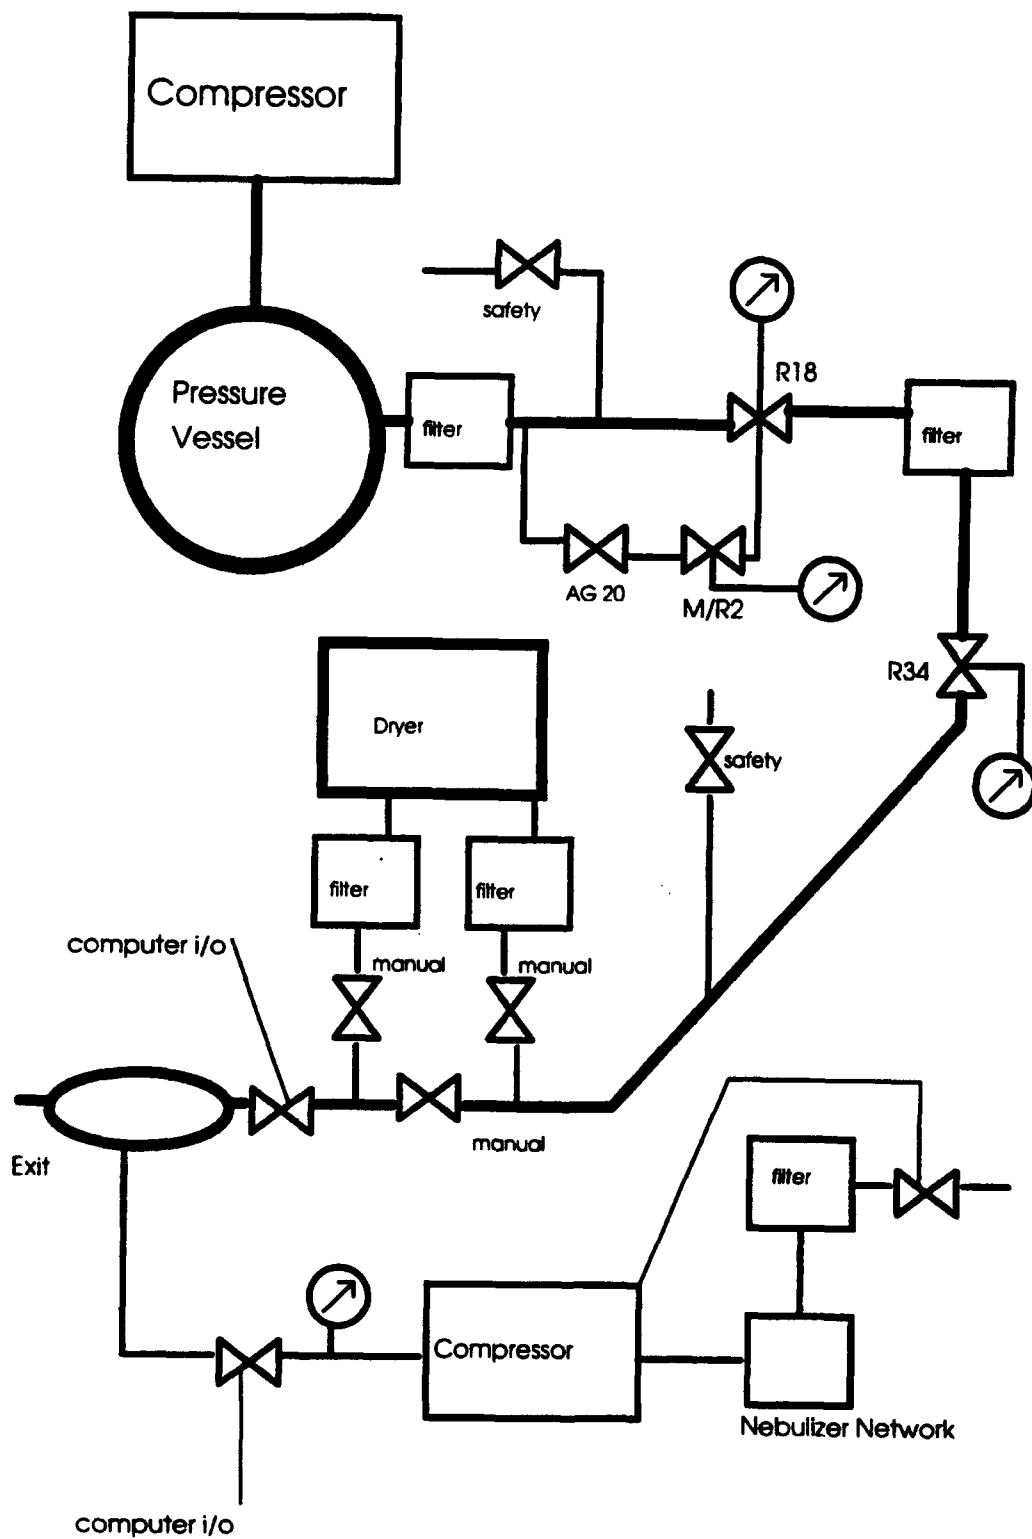 Compressor
safety
R18
Pressure
Vessel
filter
filter
AG 20
M/R2
R34
Dryer
safety
filter
filter
computer i/o
manual
manual
manual
Exit
filter
Compressor
Nebulizer Network
computer i/o